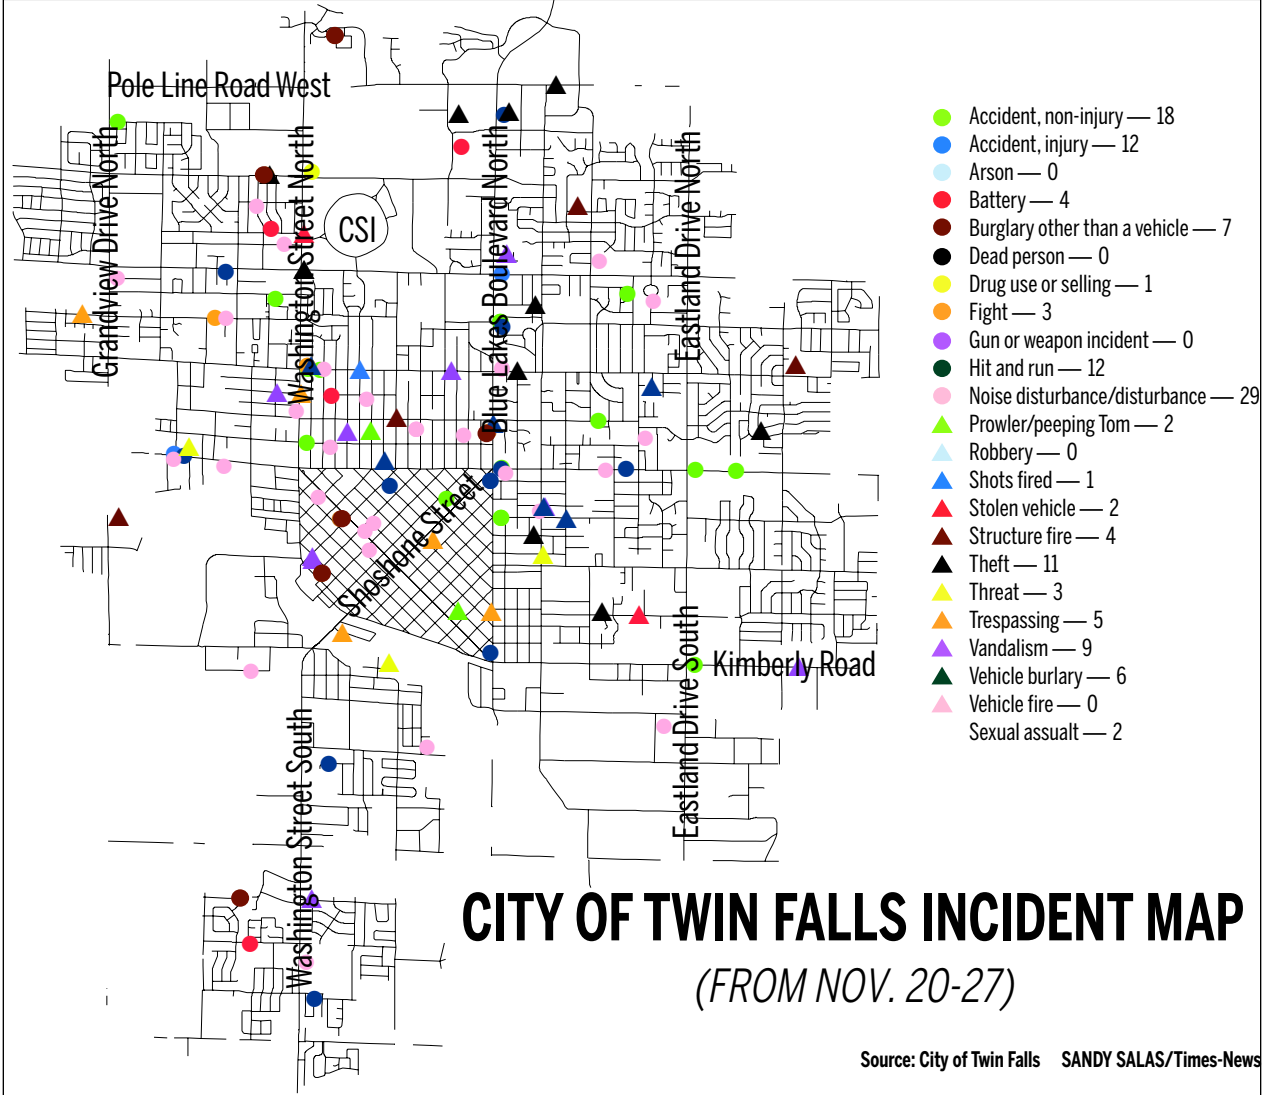 Pole Line Road West
Grandview Drive North
Washington Street North
CSI
Blue Lakes Boulevard North
Eastland Drive North
Shoshone Street
Kimberly Road
Eastland Drive South
Washington Street South
Accident, non-injury — 18
Accident, injury — 12
Arson — 0
Battery — 4
Burglary other than a vehicle — 7
Dead person — 0
Drug use or selling — 1
Fight — 3
Gun or weapon incident — 0
Hit and run — 12
Noise disturbance/disturbance — 29
Prowler/peeping Tom — 2
Robbery — 0
Shots fired — 1
Stolen vehicle — 2
Structure fire — 4
Theft — 11
Threat — 3
Trespassing — 5
Vandalism — 9
Vehicle burlary — 6
Vehicle fire — 0
Sexual assualt — 2
CITY OF TWIN FALLS INCIDENT MAP
(FROM NOV. 20-27)
Source: City of Twin Falls SANDY SALAS/Times-News